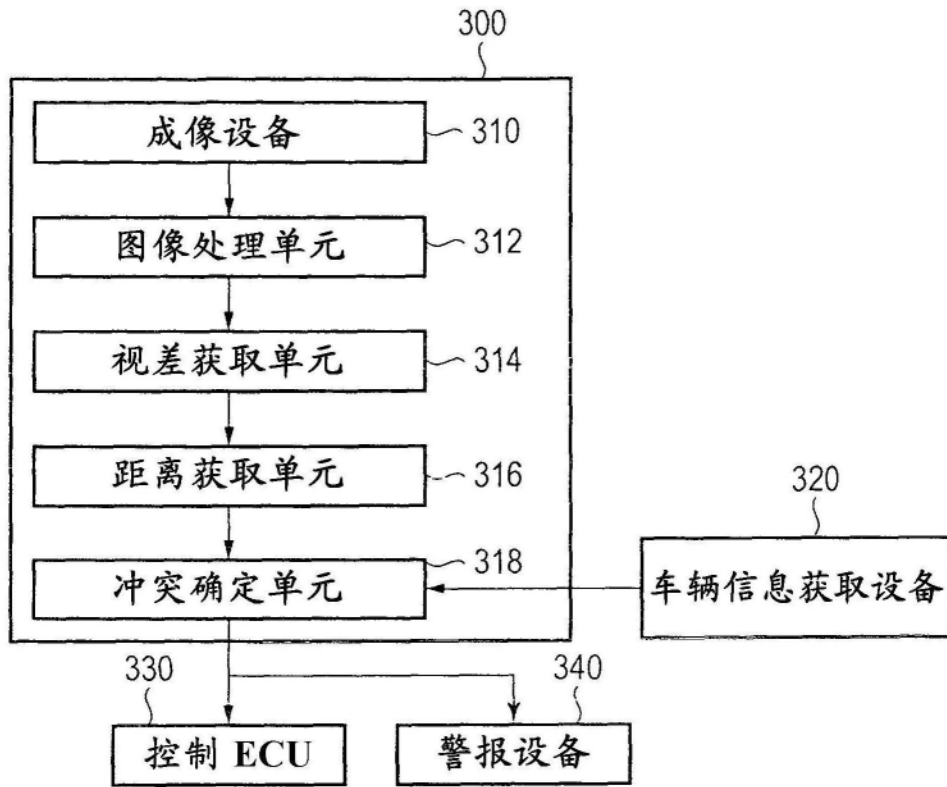 300
成像设备
310
图像处理单元
312
视差获取单元
314
距离获取单元
316
320
冲突确定单元
318
车辆信息获取设备
330
340
控制 ECU
警报设备